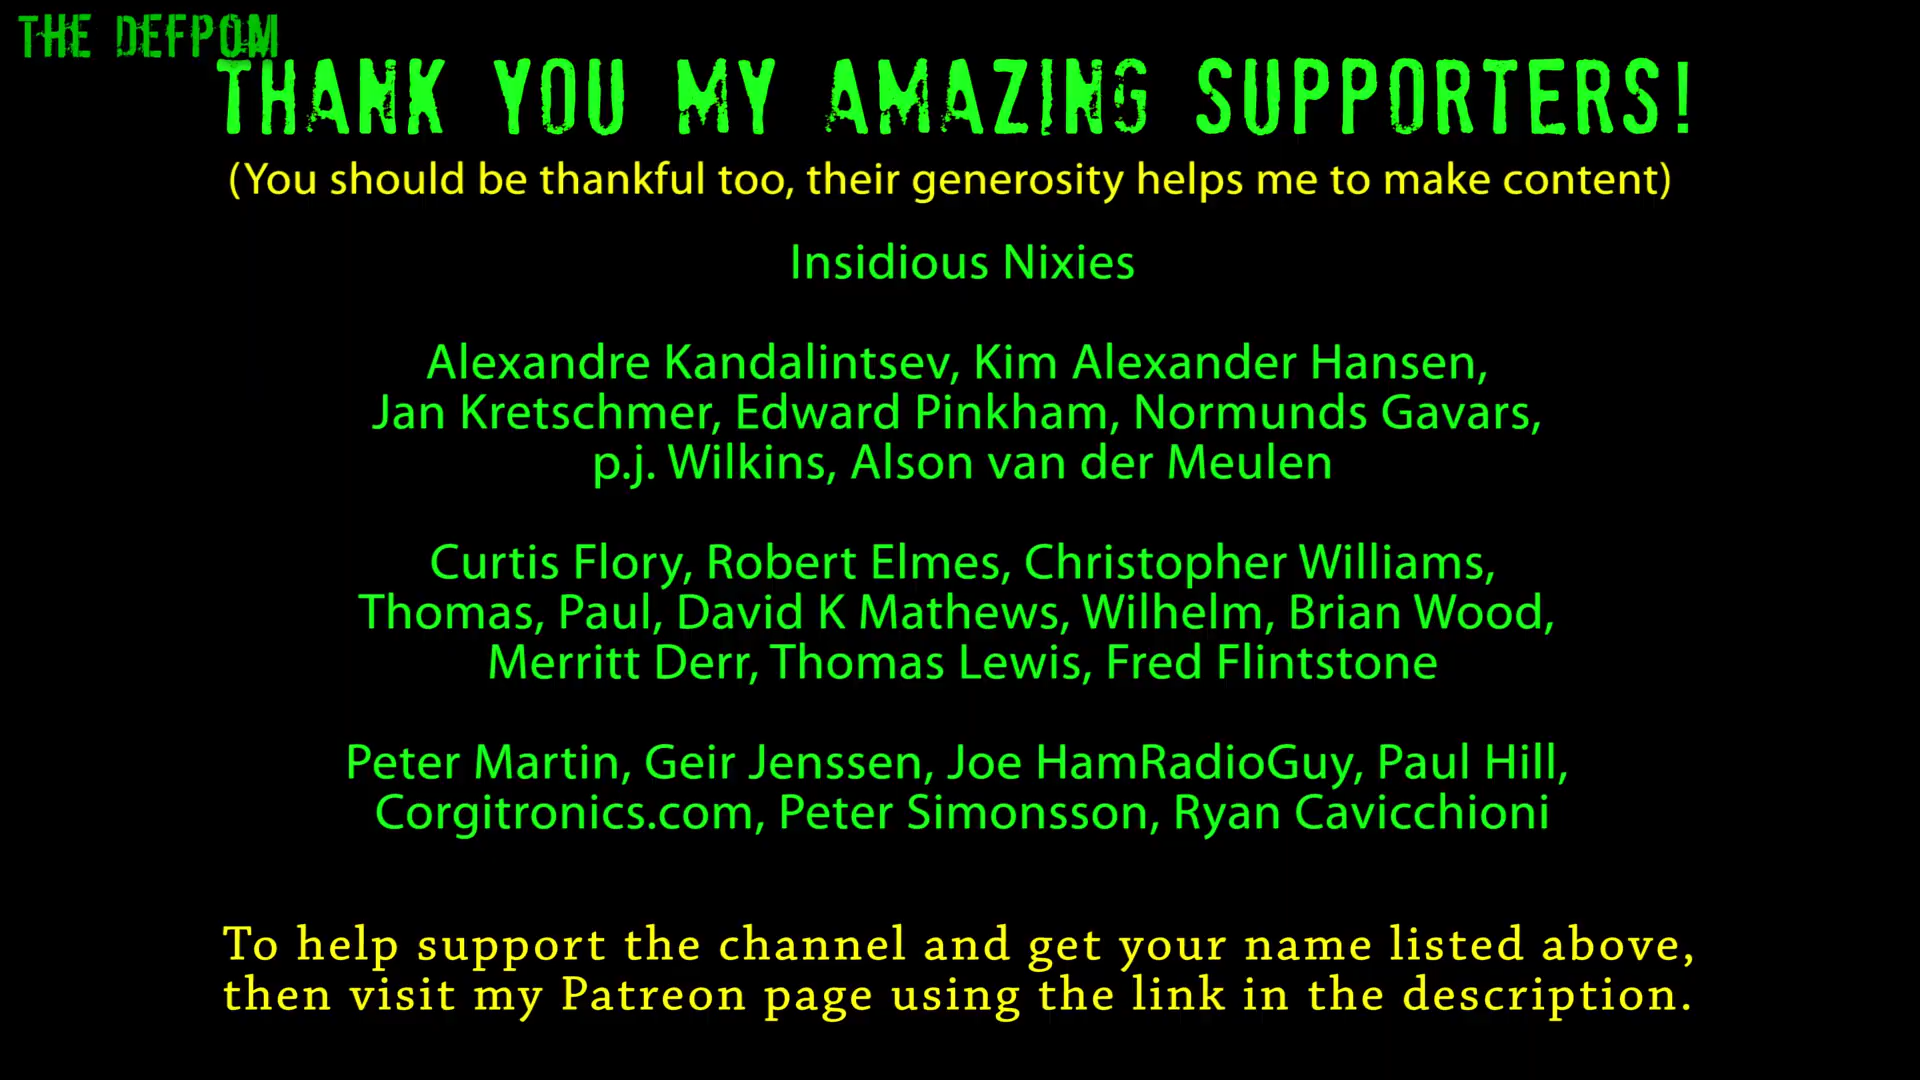 THE DEFPOM
THANK YOU MY AMAZING SUPPORTERS!
(You should be thankful too, their generosity helps me to make content)
Insidious Nixies
Alexandre Kandalintsev, Kim Alexander Hansen,
Jan Kretschmer, Edward Pinkham, Normunds Gavars,
p.j. Wilkins, Alson van der Meulen
Curtis Flory, Robert Elmes, Christopher Williams,
Thomas, Paul, David K Mathews, Wilhelm, Brian Wood,
Merritt Derr, Thomas Lewis, Fred Flintstone
Peter Martin, Geir Jenssen, Joe HamRadioGuy, Paul Hill,
Corgitronics.com, Peter Simonsson, Ryan Cavicchioni
To help support the channel and get your name listed above,
then visit my Patreon page using the link in the description.